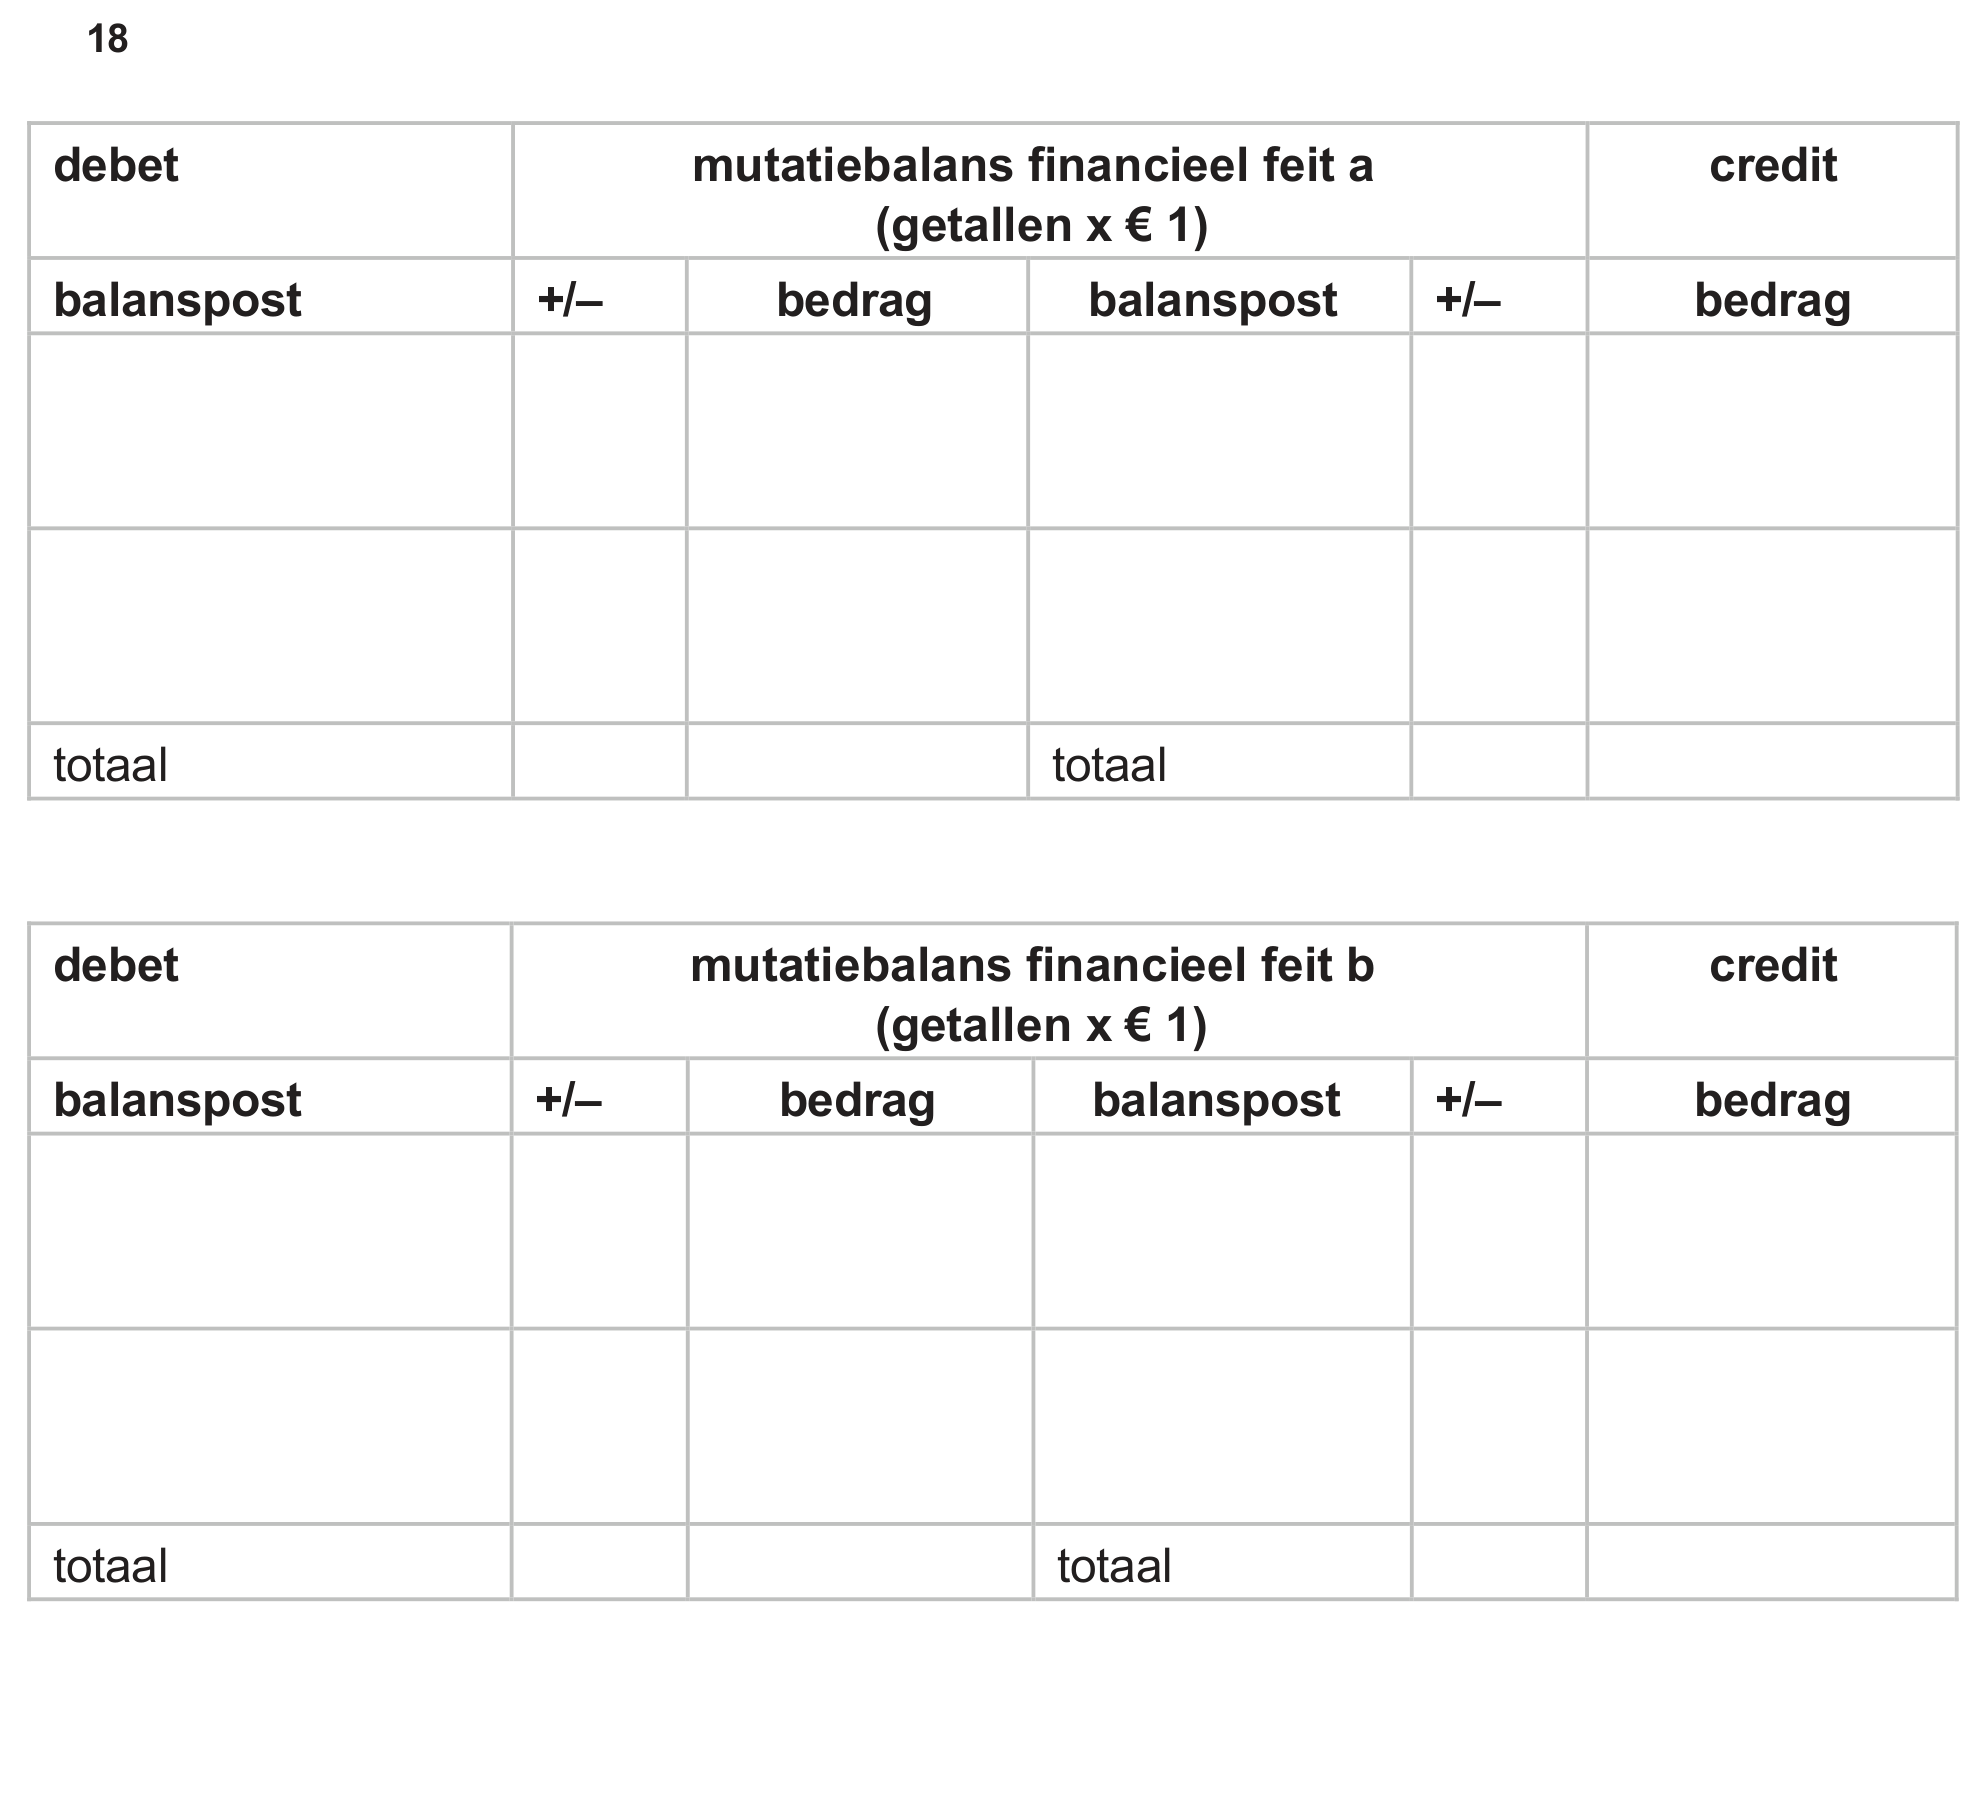 18
debet mutatiebalans financieel feit a credit
(getallen x € 1)
balanspost +/– bedrag balanspost +/– bedrag
totaal totaal
debet mutatiebalans financieel feit b credit
(getallen x € 1)
balanspost +/– bedrag balanspost +/– bedrag
totaal totaal